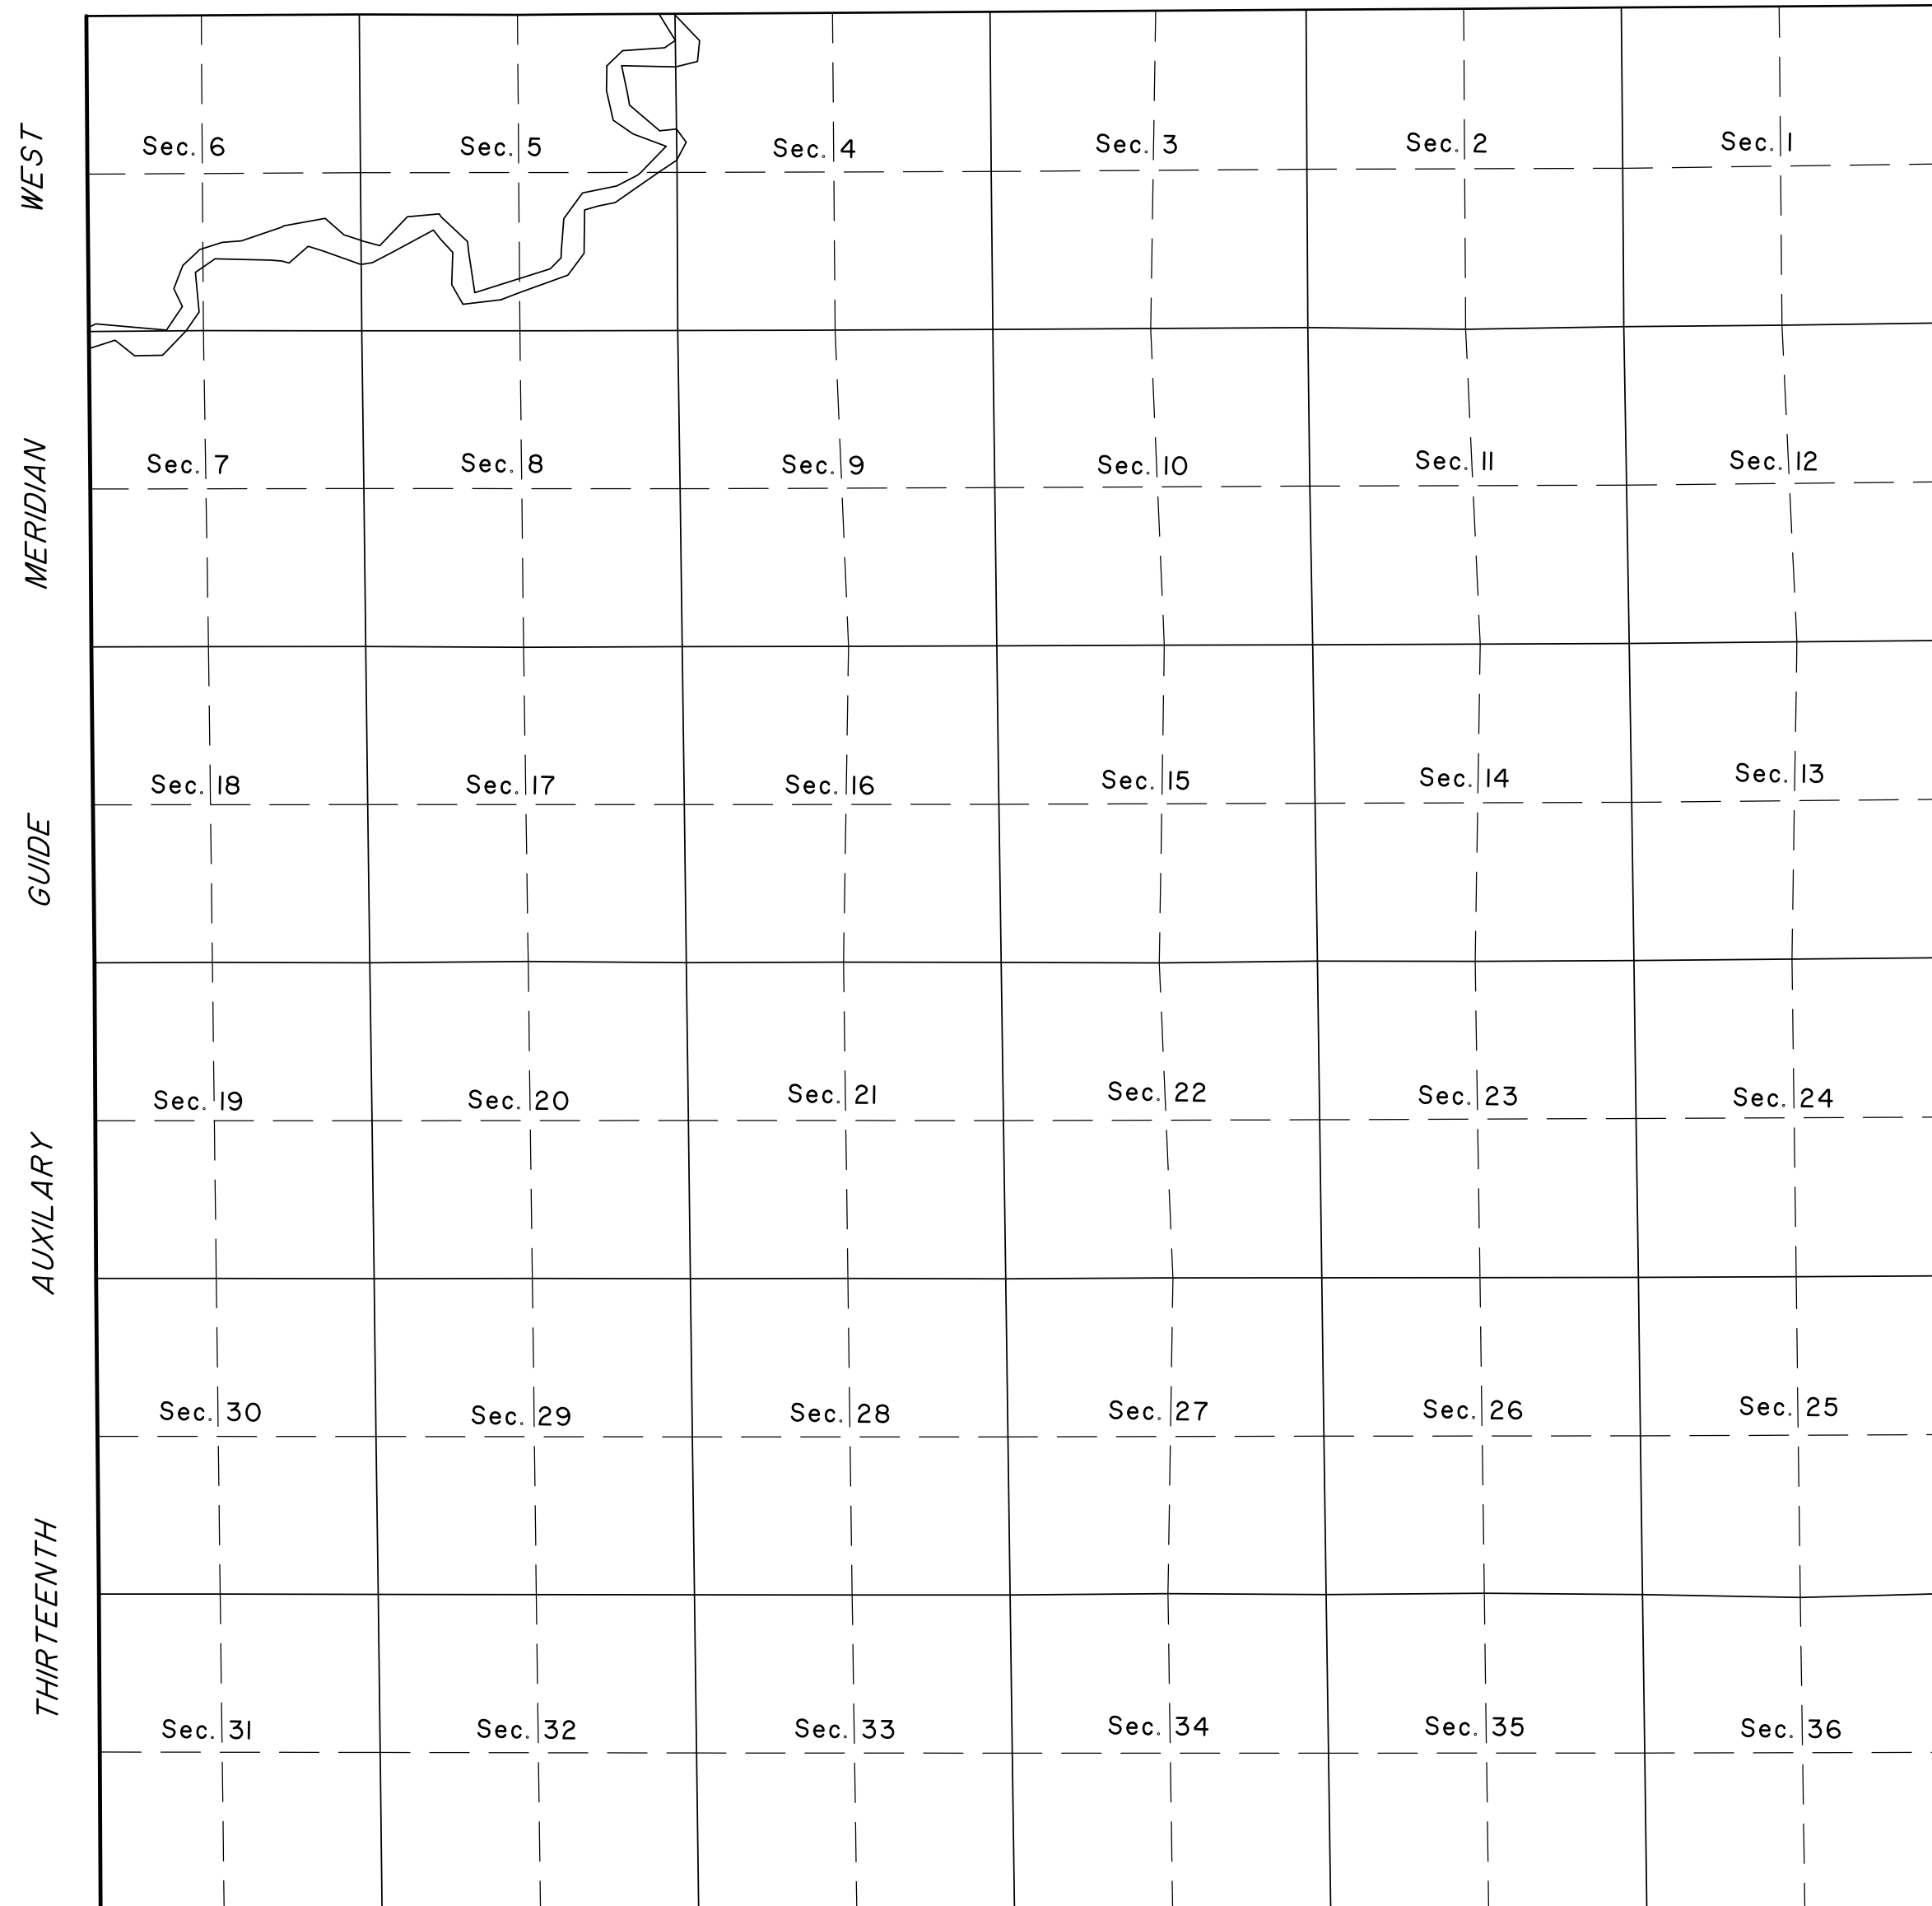 THIRTEENTH AUXILARY GUIDE MERIDIAN WEST
Sec. 6 Sec. 5 Sec. 4 Sec. 3 Sec. 2 Sec. 1
Sec. 7 Sec. 8 Sec. 9 Sec. 10 Sec. 11 Sec. 12
Sec. 18 Sec. 17 Sec. 16 Sec. 15 Sec. 14 Sec. 13
Sec. 19 Sec. 20 Sec. 21 Sec. 22 Sec. 23 Sec. 24
Sec. 30 Sec. 29 Sec. 28 Sec. 27 Sec. 26 Sec. 25
Sec. 31 Sec. 32 Sec. 33 Sec. 34 Sec. 35 Sec. 36